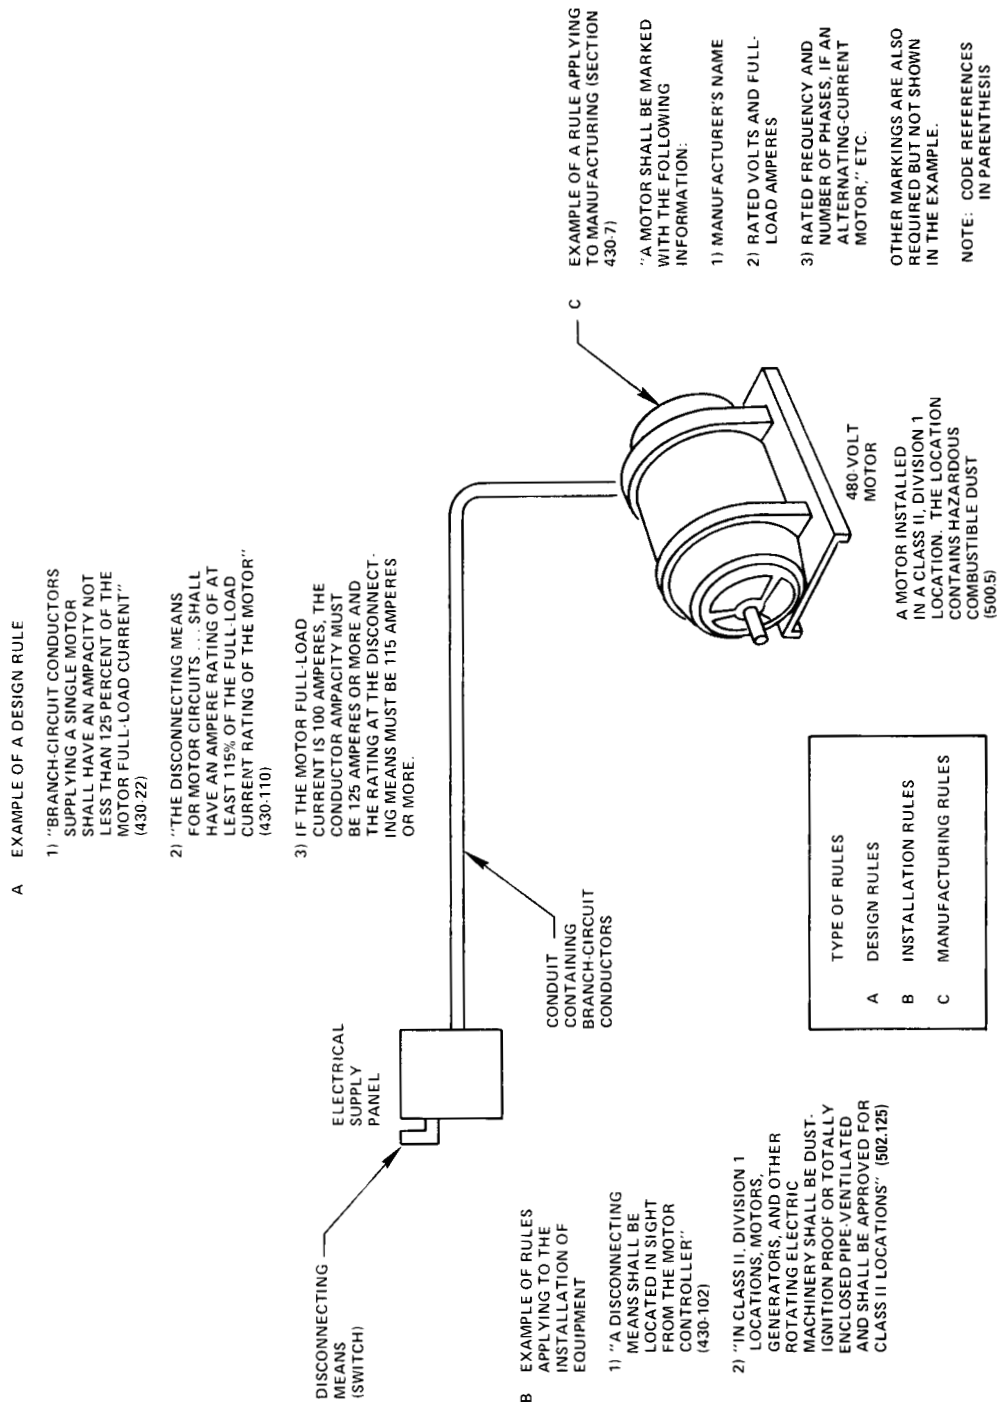 A EXAMPLE OF A DESIGN RULE
1) "BRANCH-CIRCUIT CONDUCTORS
SUPPLYING A SINGLE MOTOR
SHALL HAVE AN AMPACITY NOT
LESS THAN 125 PERCENT OF THE
MOTOR FULL-LOAD CURRENT"
(430-22)
2) "THE DISCONNECTING MEANS
FOR MOTOR CIRCUITS . . . SHALL
HAVE AN AMPERE RATING OF AT
LEAST 115% OF THE FULL-LOAD
CURRENT RATING OF THE MOTOR"
(430-110)
3) IF THE MOTOR FULL-LOAD
CURRENT IS 100 AMPERES, THE
CONDUCTOR AMPACITY MUST
BE 125 AMPERES OR MORE AND
THE RATING AT THE DISCONNECT-
ING MEANS MUST BE 115 AMPERES
OR MORE.
DISCONNECTING
MEANS
(SWITCH)
ELECTRICAL
SUPPLY
PANEL
CONDUIT
CONTAINING
BRANCH-CIRCUIT
CONDUCTORS
B EXAMPLE OF RULES
APPLYING TO THE
INSTALLATION OF
EQUIPMENT
1) "A DISCONNECTING
MEANS SHALL BE
LOCATED IN SIGHT
FROM THE MOTOR
CONTROLLER"
(430-102)
2) "IN CLASS II, DIVISION 1
LOCATIONS, MOTORS,
GENERATORS, AND OTHER
ROTATING ELECTRIC
MACHINERY SHALL BE DUST-
IGNITION PROOF OR TOTALLY
ENCLOSED PIPE-VENTILATED
AND SHALL BE APPROVED FOR
CLASS II LOCATIONS" (502.125)
TYPE OF RULES
A DESIGN RULES
B INSTALLATION RULES
C MANUFACTURING RULES
480-VOLT
MOTOR
A MOTOR INSTALLED
IN A CLASS II, DIVISION 1
LOCATION. THE LOCATION
CONTAINS HAZARDOUS
COMBUSTIBLE DUST
(500.5)
C EXAMPLE OF A RULE APPLYING
TO MANUFACTURING (SECTION
430-7)
"A MOTOR SHALL BE MARKED
WITH THE FOLLOWING
INFORMATION:
1) MANUFACTURER'S NAME
2) RATED VOLTS AND FULL-
LOAD AMPERES
3) RATED FREQUENCY AND
NUMBER OF PHASES, IF AN
ALTERNATING-CURRENT
MOTOR," ETC.
OTHER MARKINGS ARE ALSO
REQUIRED BUT NOT SHOWN
IN THE EXAMPLE.
NOTE: CODE REFERENCES
IN PARENTHESIS